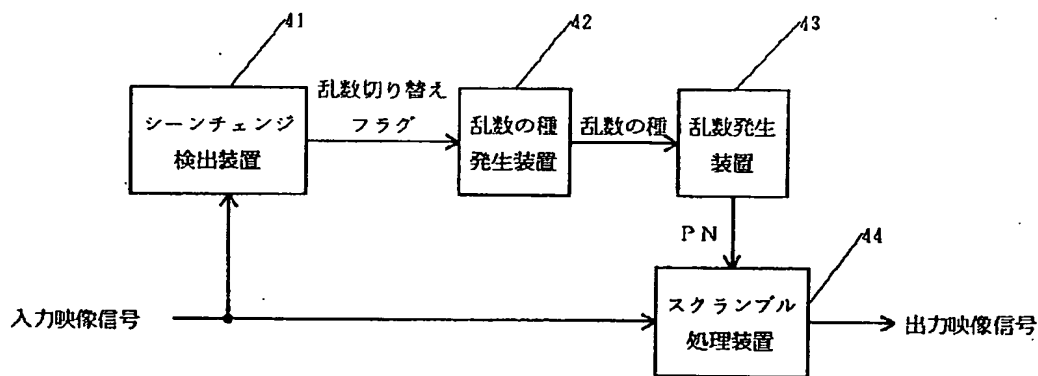 41
42
43
シーンチェンジ
検出装置
乱数切り替え
フラグ
乱数の種
発生装置
乱数の種
乱数発生
装置
PN
44
入力映像信号
スクランブル
処理装置
出力映像信号